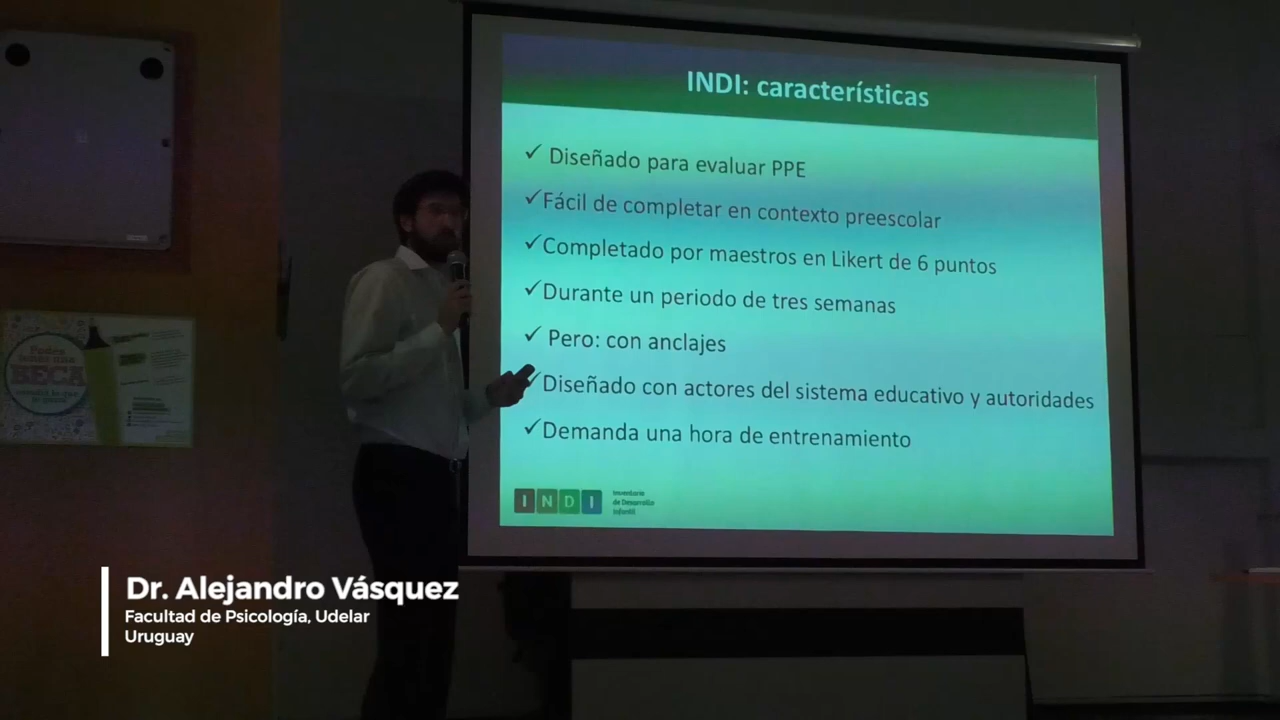 INDI: características
✓ Diseñado para evaluar PPE
✓Fácil de completar en contexto preescolar
✓Completado por maestros en Likert de 6 puntos
✓Durante un periodo de tres semanas
✓ Pero: con anclajes
✓Diseñado con actores del sistema educativo y autoridades
✓Demanda una hora de entrenamiento
INDI
Inventario
de Desarrollo
Infantil
BECA
Dr. Alejandro Vásquez
Facultad de Psicología, Udelar
Uruguay